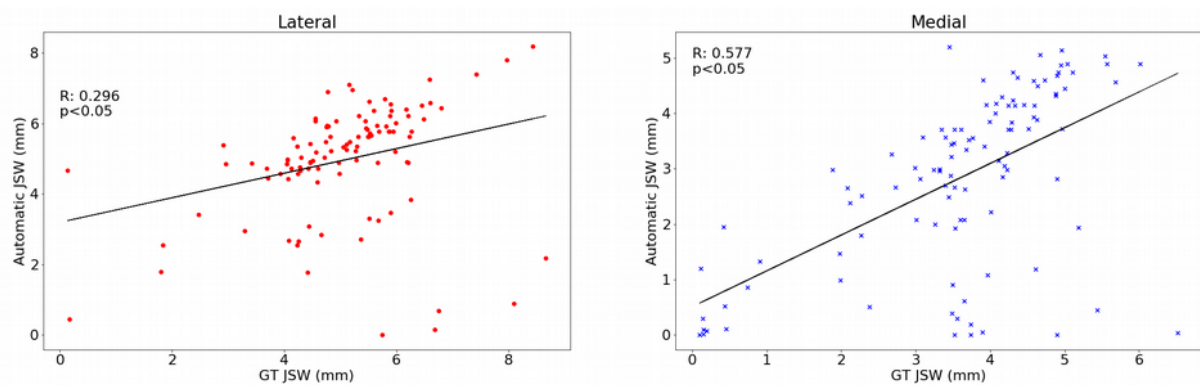 Lateral
R: 0.296
p<0.05
Automatic JSW (mm)
8
6
4
2
0
0 2 4 6 8
GT JSW (mm)
Medial
R: 0.577
p<0.05
Automatic JSW (mm)
5
4
3
2
1
0
0 1 2 3 4 5 6
GT JSW (mm)